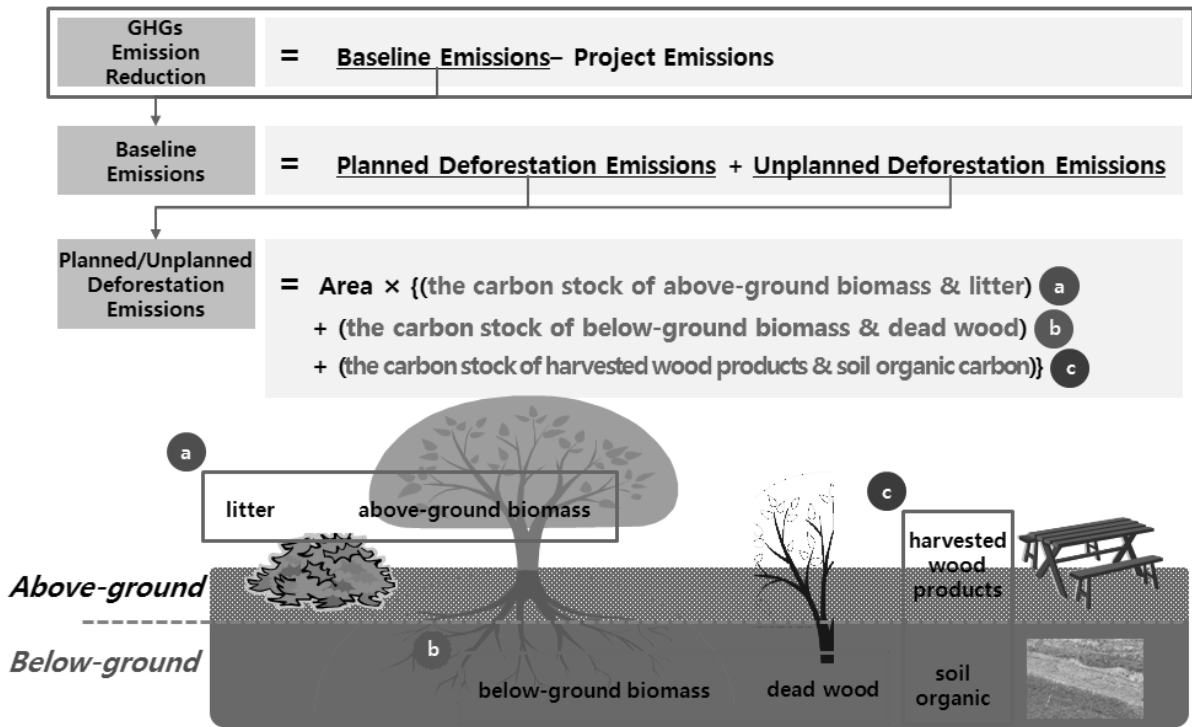 GHGs
Emission
Reduction
= Baseline Emissions– Project Emissions
Baseline
Emissions
= Planned Deforestation Emissions + Unplanned Deforestation Emissions
Planned/Unplanned
Deforestation
Emissions
= Area × {(the carbon stock of above-ground biomass & litter) a
+ (the carbon stock of below-ground biomass & dead wood) b
+ (the carbon stock of harvested wood products & soil organic carbon)} c
a
litter above-ground biomass
c
harvested
wood
products
Above-ground
Below-ground
b
below-ground biomass
dead wood
soil
organic